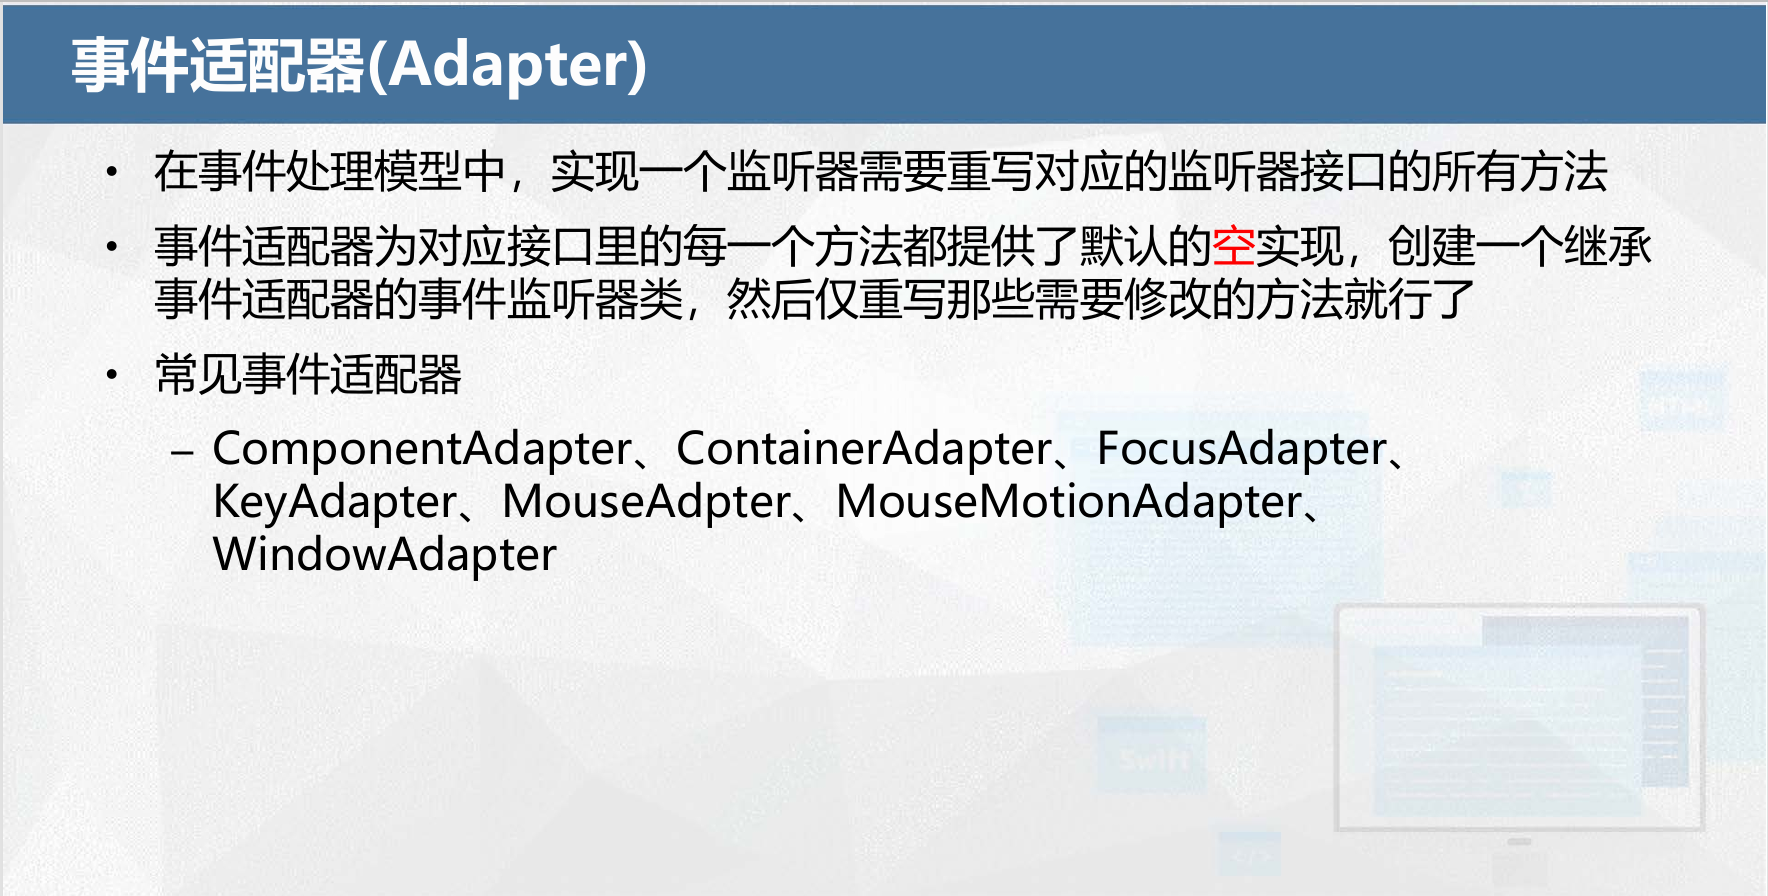 事件适配器(Adapter)
• 在事件处理模型中，实现一个监听器需要重写对应的监听器接口的所有方法
• 事件适配器为对应接口里的每一个方法都提供了默认的空实现，创建一个继承
事件适配器的事件监听器类，然后仅重写那些需要修改的方法就行了
• 常见事件适配器
– ComponentAdapter、ContainerAdapter、FocusAdapter、
KeyAdapter、MouseAdpter、MouseMotionAdapter、
WindowAdapter
Swift
</>